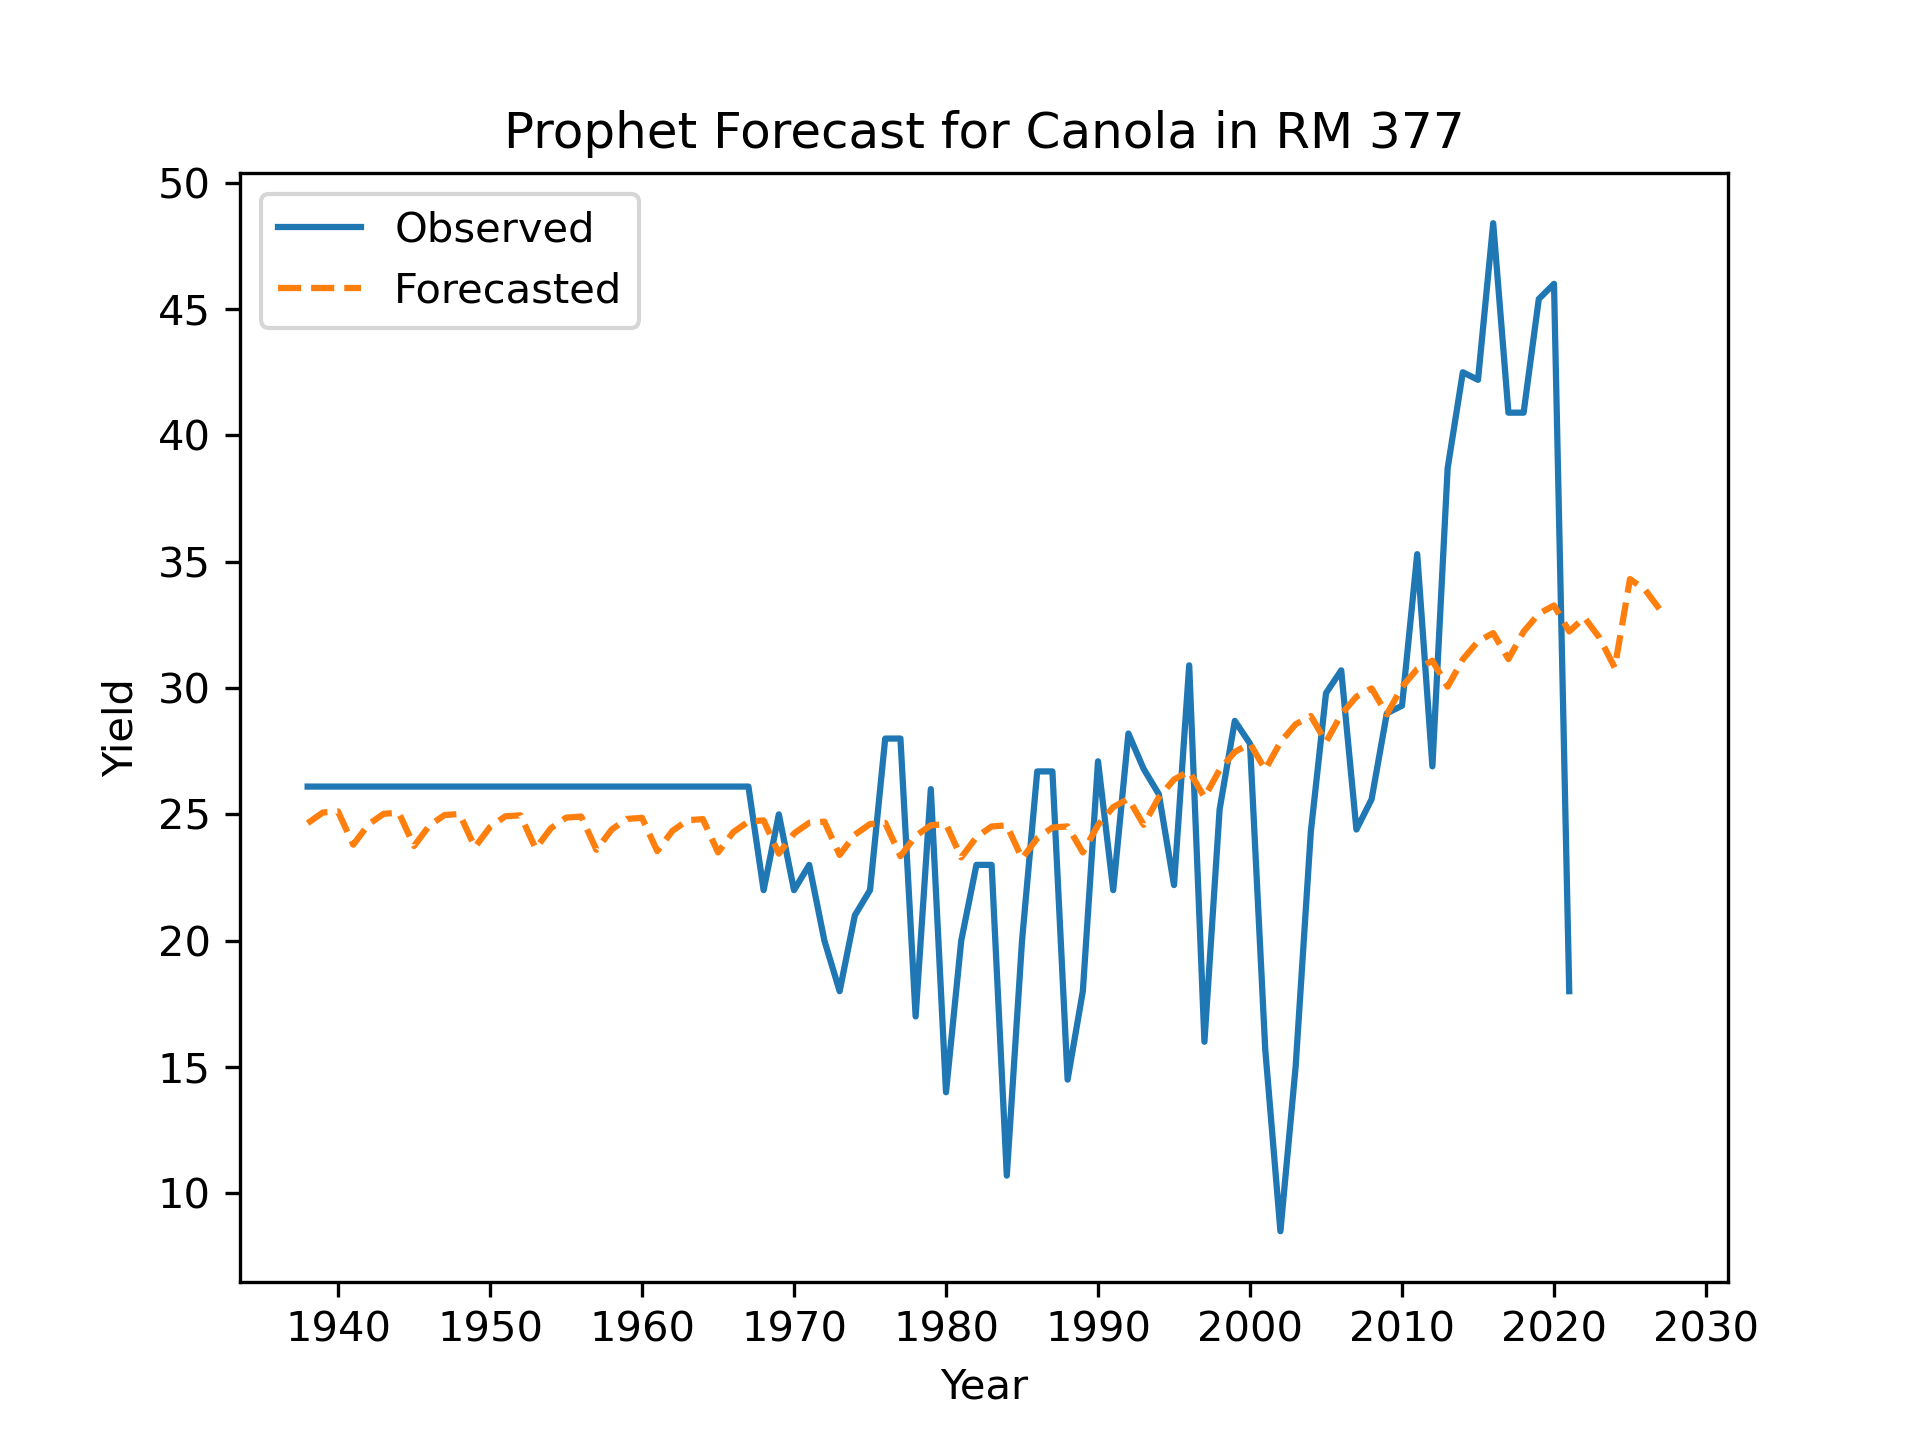 Prophet Forecast for Canola in RM 377
Observed
Forecasted
50
45
40
35
30
25
20
15
10
Yield
1940 1950 1960 1970 1980 1990 2000 2010 2020 2030
Year